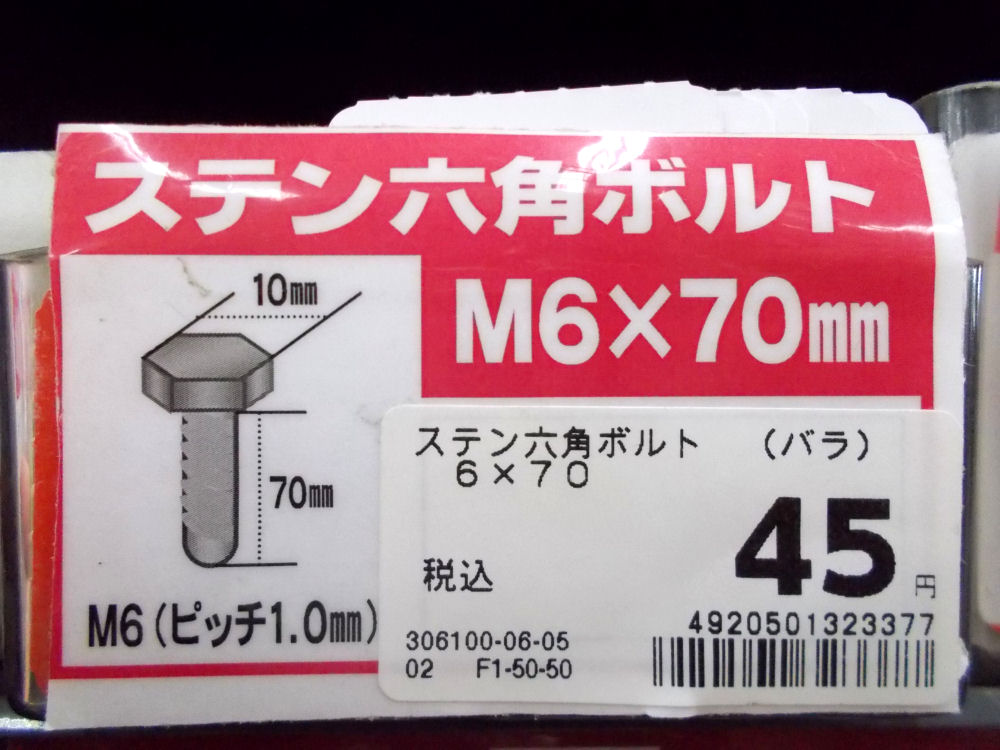 ステン六角ボルト
M6×70mm
10mm
70mm
M6(ピッチ1.0mm)
ステン六角ボルト (バラ)
6×70
税込 45円
4920501323377
306100-06-05
02 F1-50-50